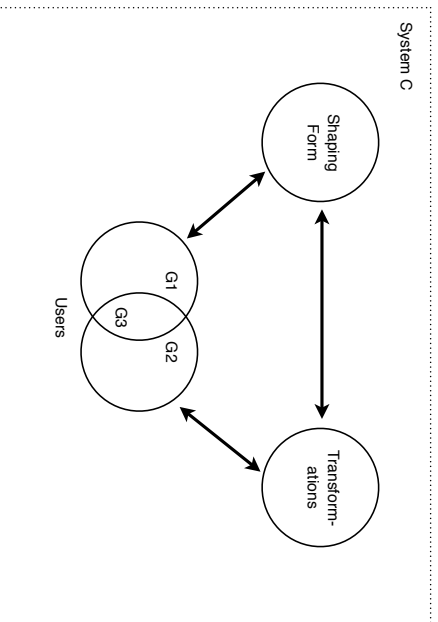 System C
Shaping
Form
Transform-
ations
G1
G2
G3
Users